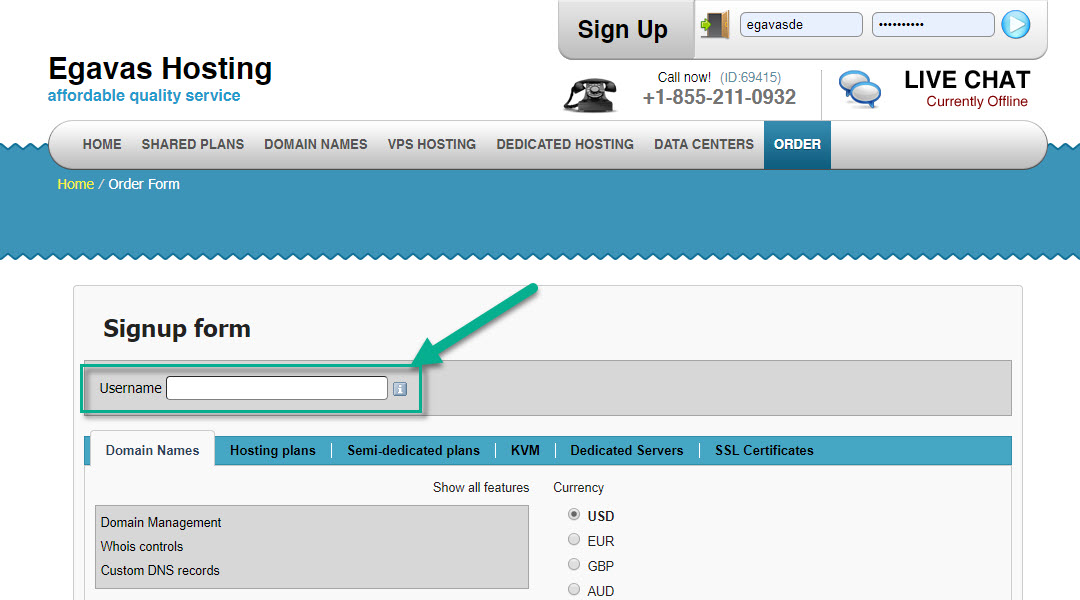 Sign Up
egavasde
••••••••••
Egavas Hosting
affordable quality service
Call now! (ID:69415)
+1-855-211-0932
LIVE CHAT
Currently Offline
HOME SHARED PLANS DOMAIN NAMES VPS HOSTING DEDICATED HOSTING DATA CENTERS ORDER
Home / Order Form
Signup form
Username
Domain Names Hosting plans Semi-dedicated plans KVM Dedicated Servers SSL Certificates
Show all features
Currency
Domain Management
Whois controls
Custom DNS records
USD
EUR
GBP
AUD